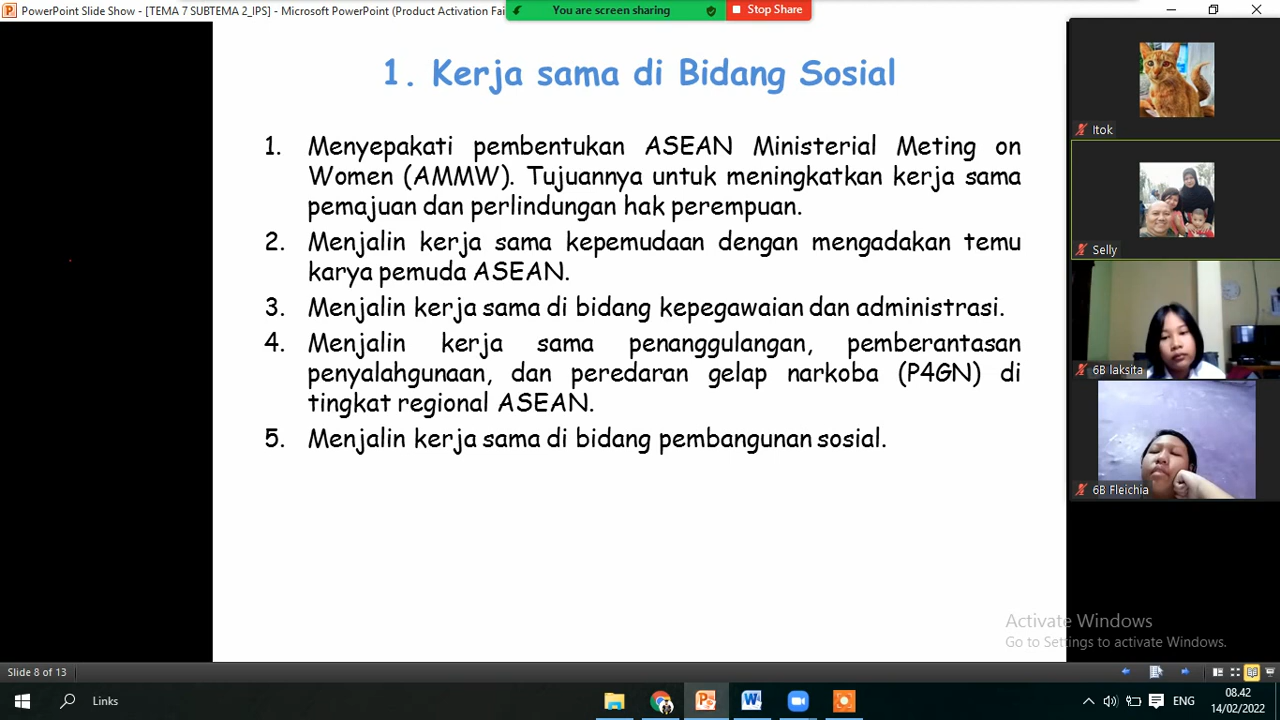 PowerPoint Slide Show - [TEMA 7 SUBTEMA 2_IPS] - Microsoft PowerPoint (Product Activation Fai
You are screen sharing
Stop Share
1. Kerja sama di Bidang Sosial
1. Menyepakati pembentukan ASEAN Ministerial Meting on
Women (AMMW). Tujuannya untuk meningkatkan kerja sama
pemajuan dan perlindungan hak perempuan.
2. Menjalin kerja sama kepemudaan dengan mengadakan temu
karya pemuda ASEAN.
3. Menjalin kerja sama di bidang kepegawaian dan administrasi.
4. Menjalin kerja sama penanggulangan, pemberantasan
penyalahgunaan, dan peredaran gelap narkoba (P4GN) di
tingkat regional ASEAN.
5. Menjalin kerja sama di bidang pembangunan sosial.
Itok
Selly
6B laksita
6B Fleichia
Activate Windows
Go to Settings to activate Windows.
Slide 8 of 13
Links
ENG
08.42
14/02/2022